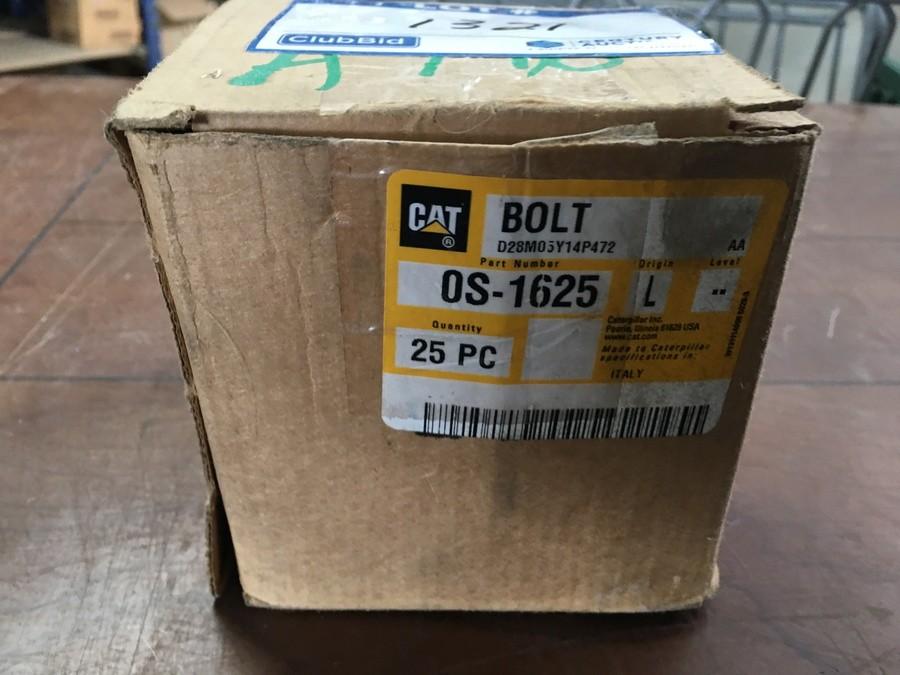 LOT #
1321
ClubBid
CENTURY
CAT
®
BOLT
D28M05Y14P472
AA
Part Number
Origin
Level
0S-1625
L
--
Quantity
25 PC
Caterpillar Inc.
Peoria, Illinois 61629 USA
www.cat.com
Made to Caterpillar
specifications in:
ITALY